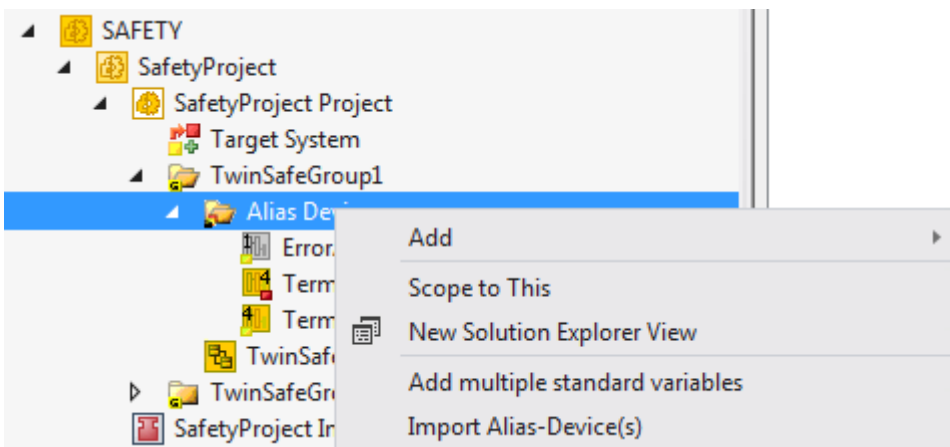 SAFETY
SafetyProject
SafetyProject Project
Target System
TwinSafeGroup1
Alias De
Error
Term
Term
TwinSafe
TwinSafeGr
SafetyProject In
Add
Scope to This
New Solution Explorer View
Add multiple standard variables
Import Alias-Device(s)